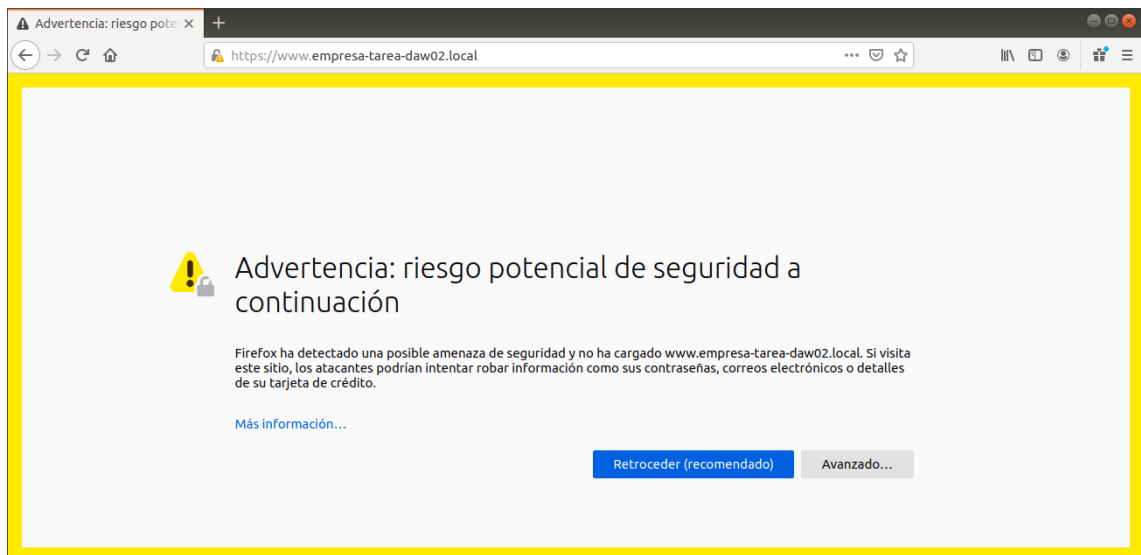 Advertencia: riesgo pote
https://www.empresa-tarea-daw02.local
Advertencia: riesgo potencial de seguridad a
continuación
Firefox ha detectado una posible amenaza de seguridad y no ha cargado www.empresa-tarea-daw02.local. Si visita
este sitio, los atacantes podrían intentar robar información como sus contraseñas, correos electrónicos o detalles
de su tarjeta de crédito.
Más información…
Retroceder (recomendado) Avanzado…